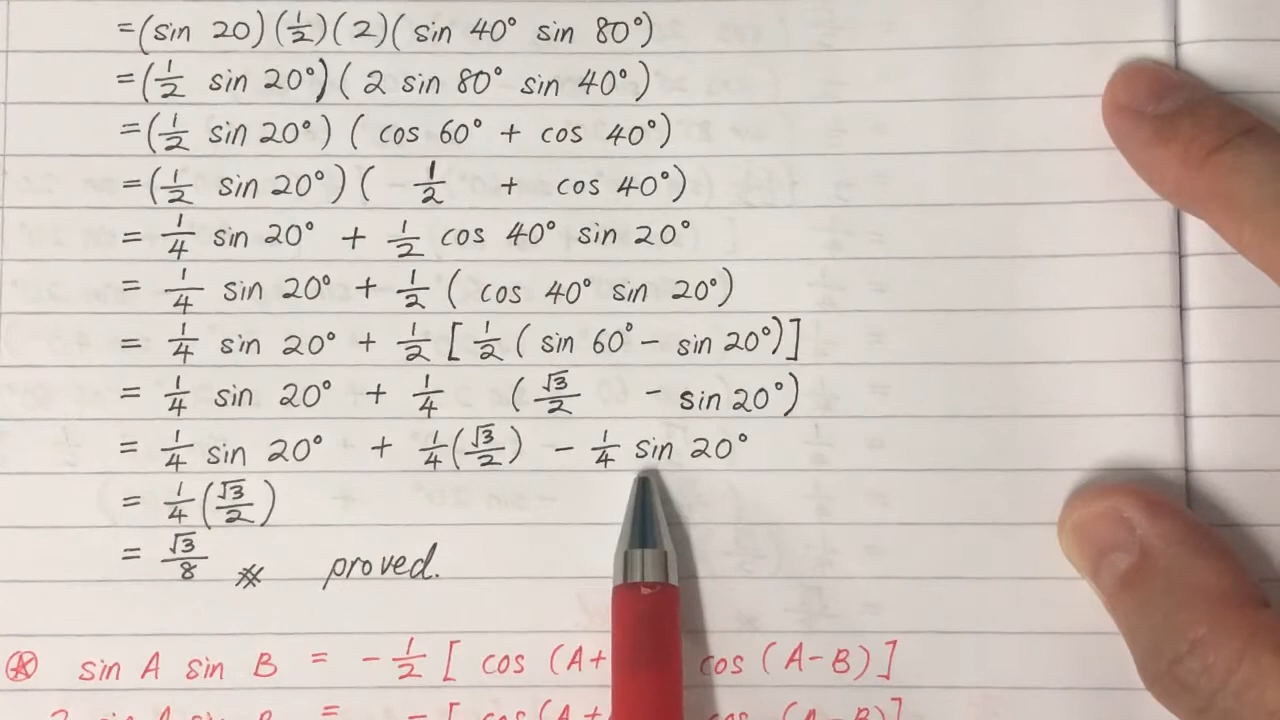 =(sin 20)(1/2)(2)(sin 40° sin 80°)
=(1/2 sin 20°)(2 sin 80° sin 40°)
=(1/2 sin 20°)(cos 60° + cos 40°)
=(1/2 sin 20°)(1/2 + cos 40°)
= 1/4 sin 20° + 1/2 cos 40° sin 20°
= 1/4 sin 20° + 1/2 (cos 40° sin 20°)
= 1/4 sin 20° + 1/2 [1/2 (sin 60° − sin 20°)]
= 1/4 sin 20° + 1/4 (√3/2 − sin 20°)
= 1/4 sin 20° + 1/4 (√3/2) − 1/4 sin 20°
= 1/4 (√3/2)
= √3/8 ※ proved.
⊛ sin A sin B = −1/2 [cos (A+ cos (A−B)]
2 sin A sin B = −[cos(A+ cos (A−B)]